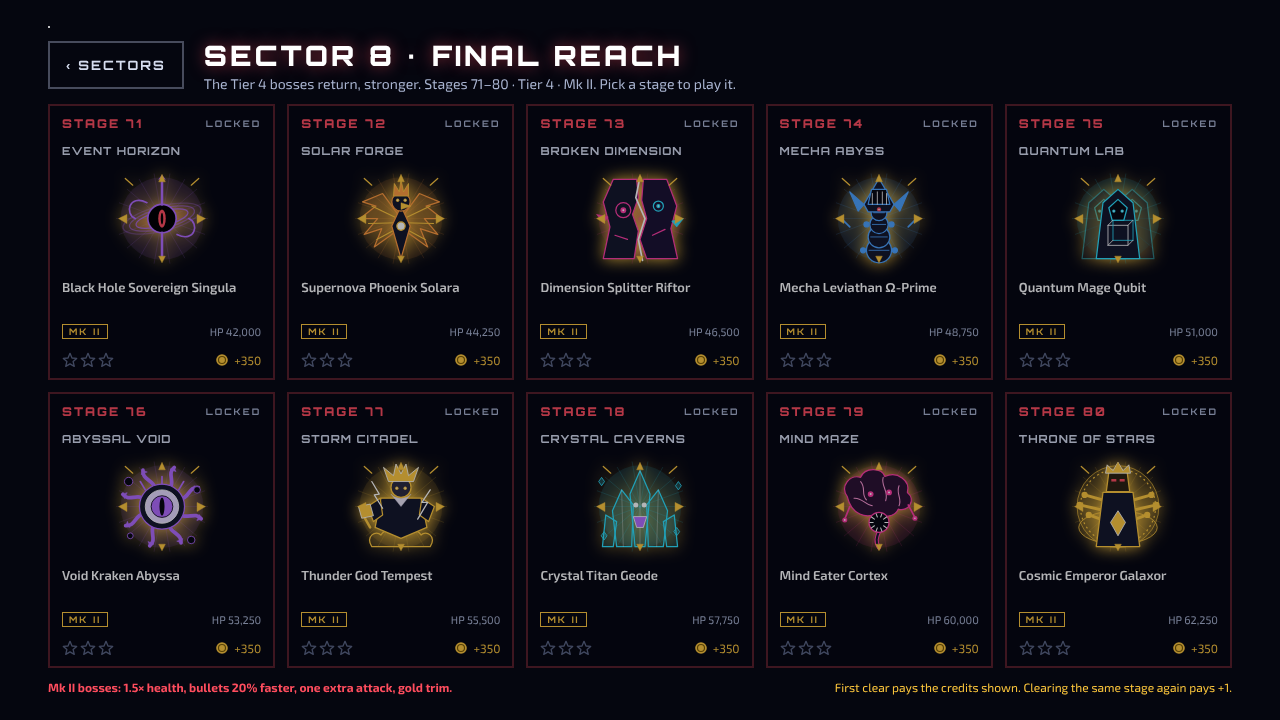 ‹ SECTORS
SECTOR 8 · FINAL REACH
The Tier 4 bosses return, stronger. Stages 71–80 · Tier 4 · Mk II. Pick a stage to play it.
STAGE 71 LOCKED
EVENT HORIZON
Black Hole Sovereign Singula
MK II HP 42,000
+350
STAGE 72 LOCKED
SOLAR FORGE
Supernova Phoenix Solara
MK II HP 44,250
+350
STAGE 73 LOCKED
BROKEN DIMENSION
Dimension Splitter Riftor
MK II HP 46,500
+350
STAGE 74 LOCKED
MECHA ABYSS
Mecha Leviathan Ω-Prime
MK II HP 48,750
+350
STAGE 75 LOCKED
QUANTUM LAB
Quantum Mage Qubit
MK II HP 51,000
+350
STAGE 76 LOCKED
ABYSSAL VOID
Void Kraken Abyssa
MK II HP 53,250
+350
STAGE 77 LOCKED
STORM CITADEL
Thunder God Tempest
MK II HP 55,500
+350
STAGE 78 LOCKED
CRYSTAL CAVERNS
Crystal Titan Geode
MK II HP 57,750
+350
STAGE 79 LOCKED
MIND MAZE
Mind Eater Cortex
MK II HP 60,000
+350
STAGE 80 LOCKED
THRONE OF STARS
Cosmic Emperor Galaxor
MK II HP 62,250
+350
Mk II bosses: 1.5× health, bullets 20% faster, one extra attack, gold trim.
First clear pays the credits shown. Clearing the same stage again pays +1.